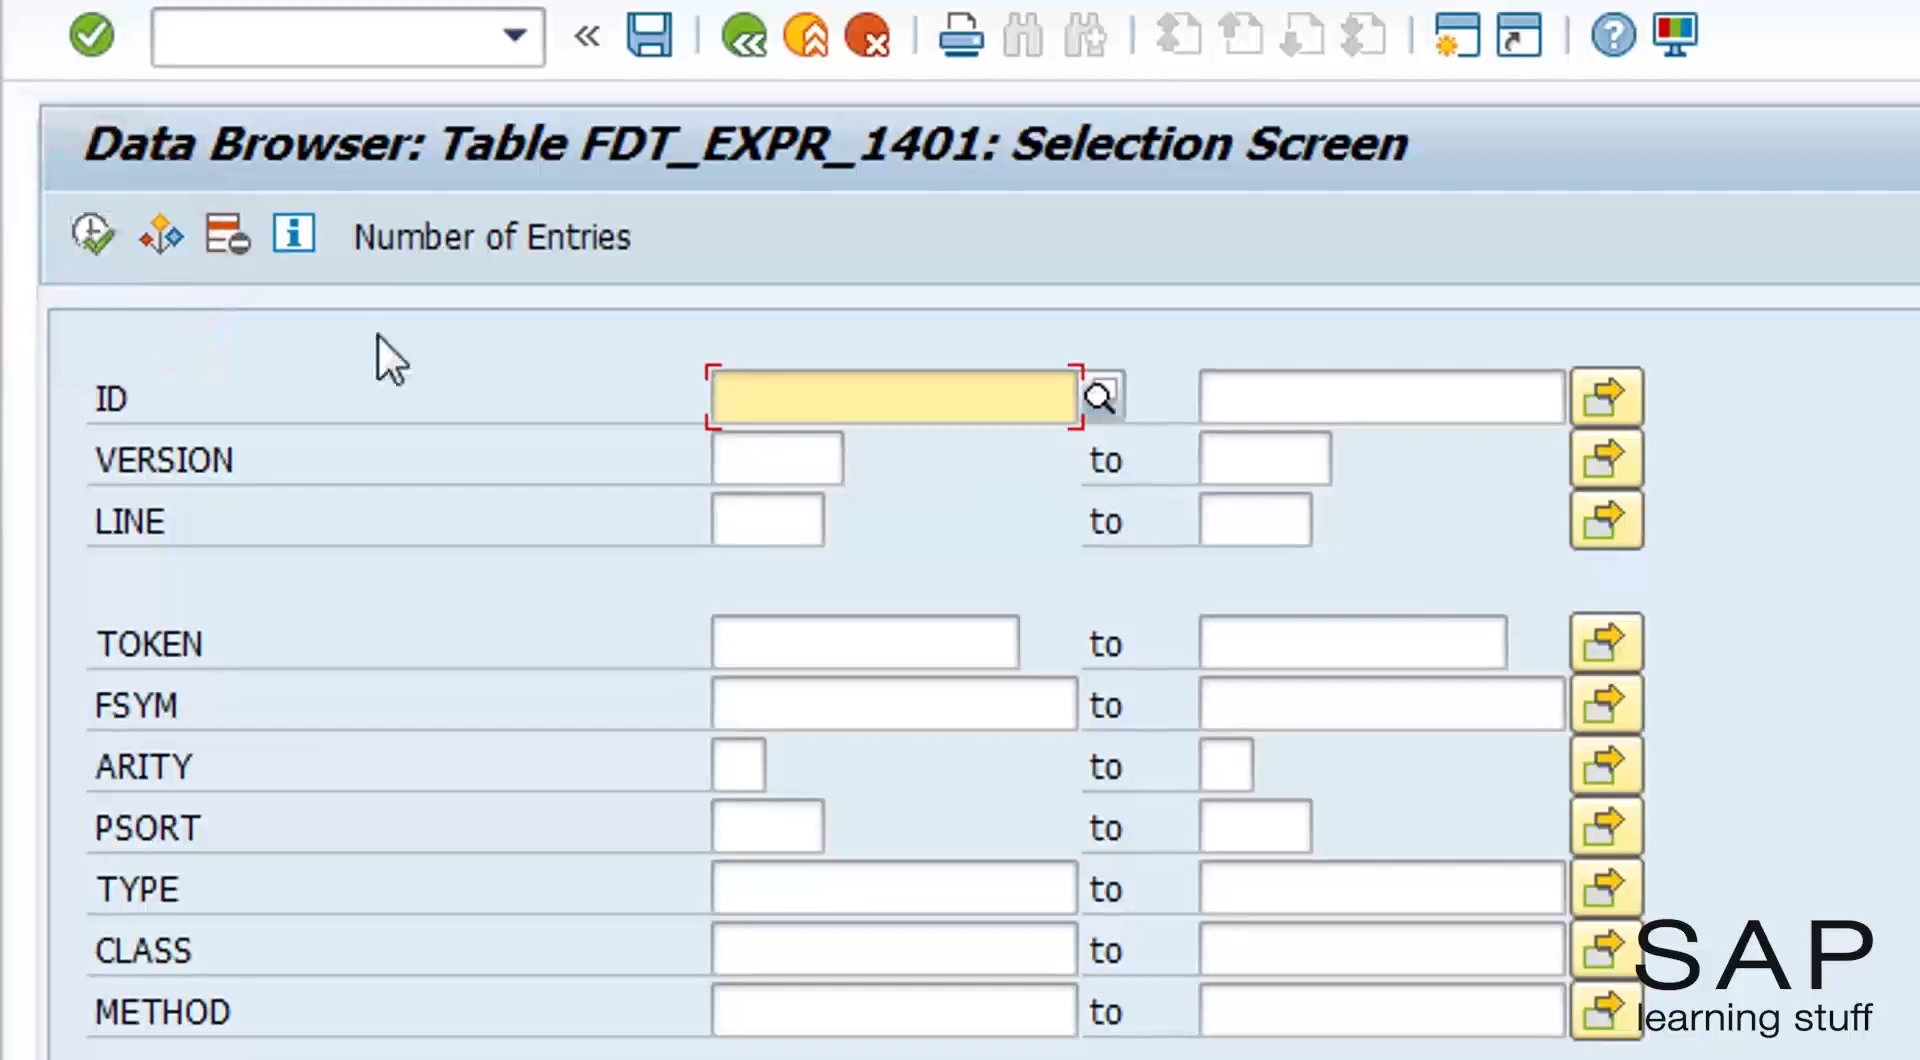 Data Browser: Table FDT_EXPR_1401: Selection Screen
Number of Entries
ID
VERSION to
LINE to
TOKEN to
FSYM to
ARITY to
PSORT to
TYPE to
CLASS to
METHOD to
SAP
learning stuff